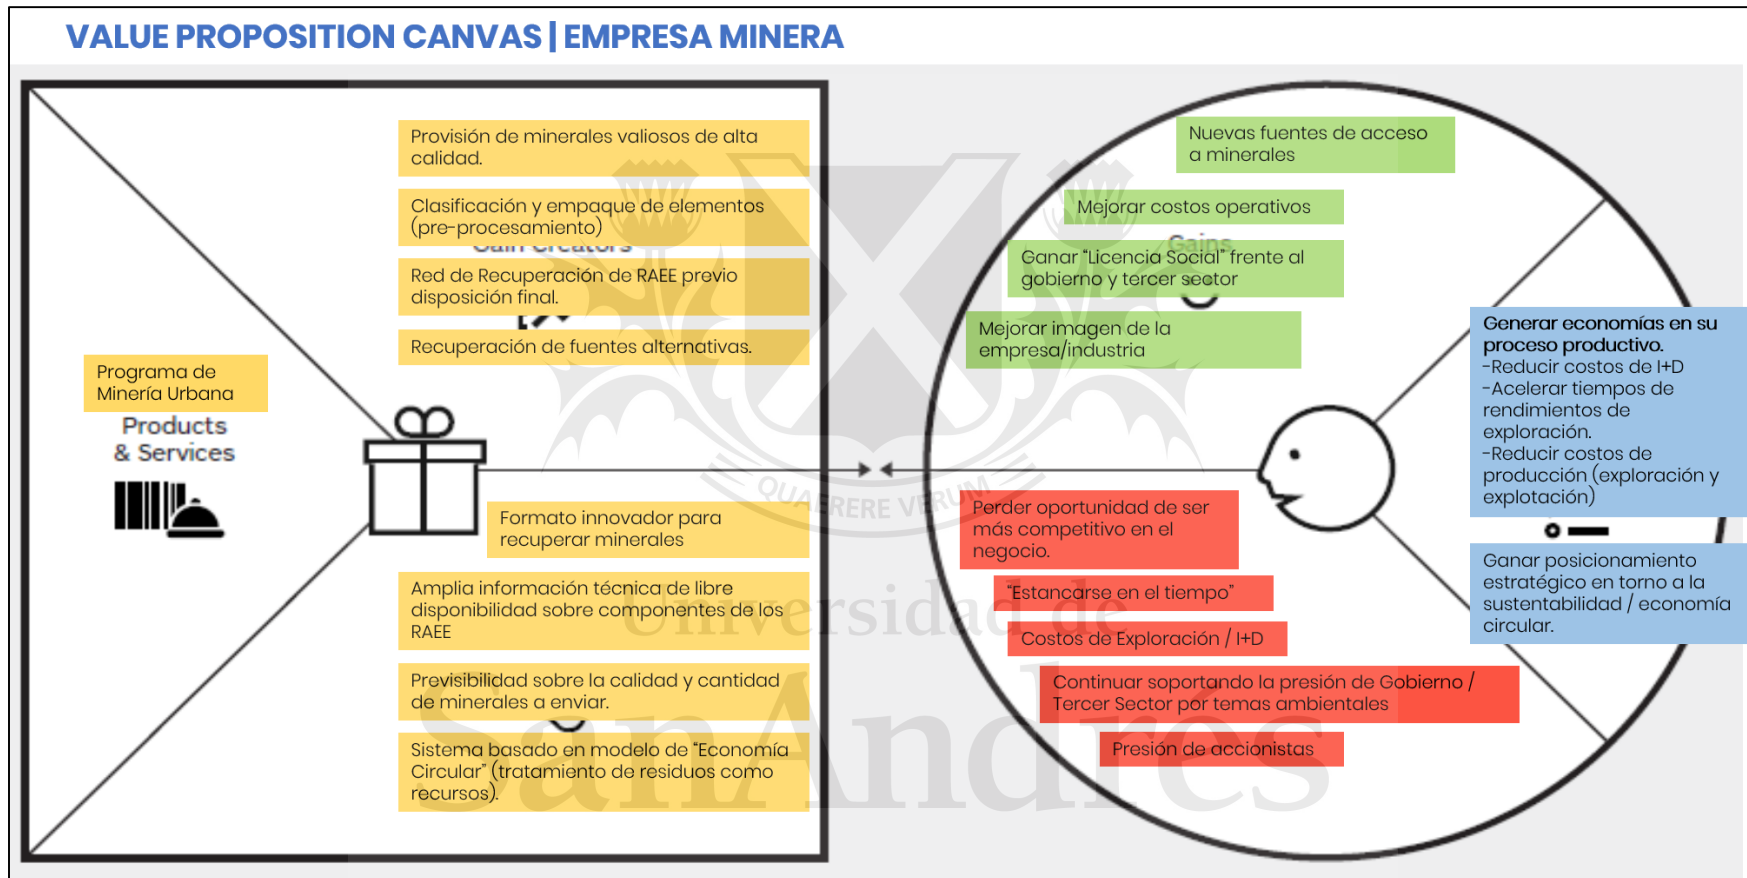 VALUE PROPOSITION CANVAS | EMPRESA MINERA
Provisión de minerales valiosos de alta
calidad.
Clasificación y empaque de elementos
(pre-procesamiento)
Gain Creators
Red de Recuperación de RAEE previo
disposición final.
Recuperación de fuentes alternativas.
Programa de
Minería Urbana
Products
& Services
Formato innovador para
recuperar minerales
Amplia información técnica de libre
disponibilidad sobre componentes de los
RAEE
Previsibilidad sobre la calidad y cantidad
de minerales a enviar.
Sistema basado en modelo de “Economía
Circular” (tratamiento de residuos como
recursos).
Nuevas fuentes de acceso
a minerales
Mejorar costos operativos
Gains
Ganar “Licencia Social” frente al
gobierno y tercer sector
Mejorar imagen de la
empresa/industria
Perder oportunidad de ser
más competitivo en el
negocio.
“Estancarse en el tiempo”
Costos de Exploración / I+D
Continuar soportando la presión de Gobierno /
Tercer Sector por temas ambientales
Presión de accionistas
Generar economías en su
proceso productivo.
-Reducir costos de I+D
-Acelerar tiempos de
rendimientos de
exploración.
-Reducir costos de
producción (exploración y
explotación)
Ganar posicionamiento
estratégico en torno a la
sustentabilidad / economía
circular.
QUAERERE VERUM
Universidad de
SanAndrés